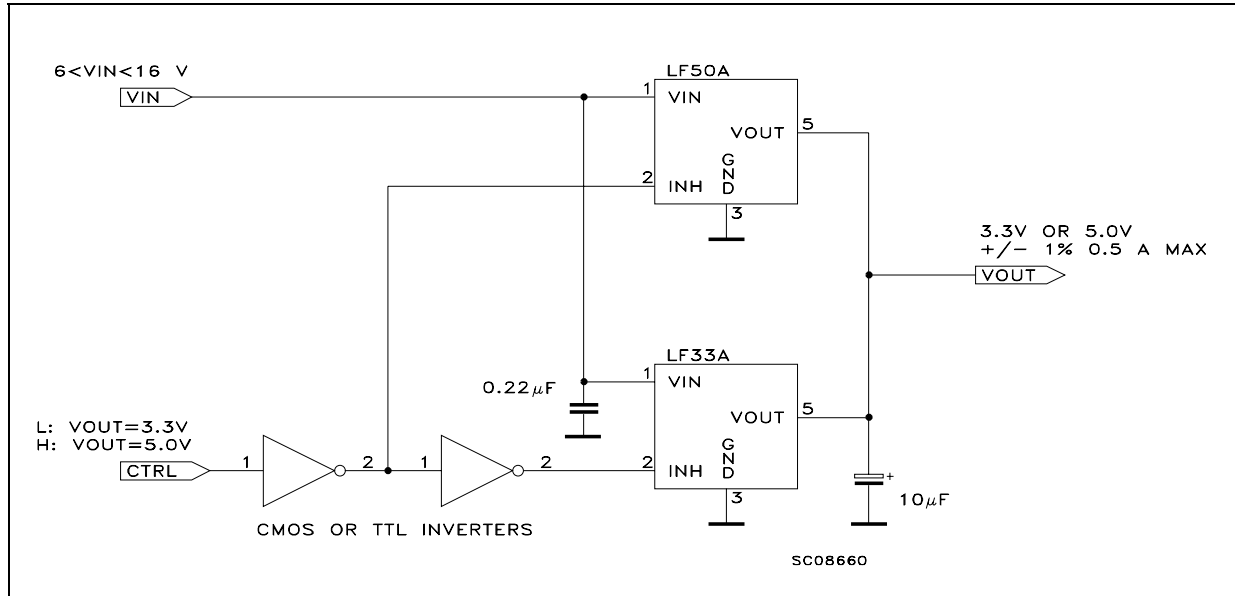 6<VIN<16 V
VIN
LF50A
1
VIN
VOUT
5
2
INH
GND
3
3.3V OR 5.0V
+/- 1% 0.5 A MAX
VOUT
LF33A
1
VIN
0.22µF
VOUT
5
L: VOUT=3.3V
H: VOUT=5.0V
CTRL
1
2
1
2
2
INH
GND
3
+
10µF
CMOS OR TTL INVERTERS
SC08660